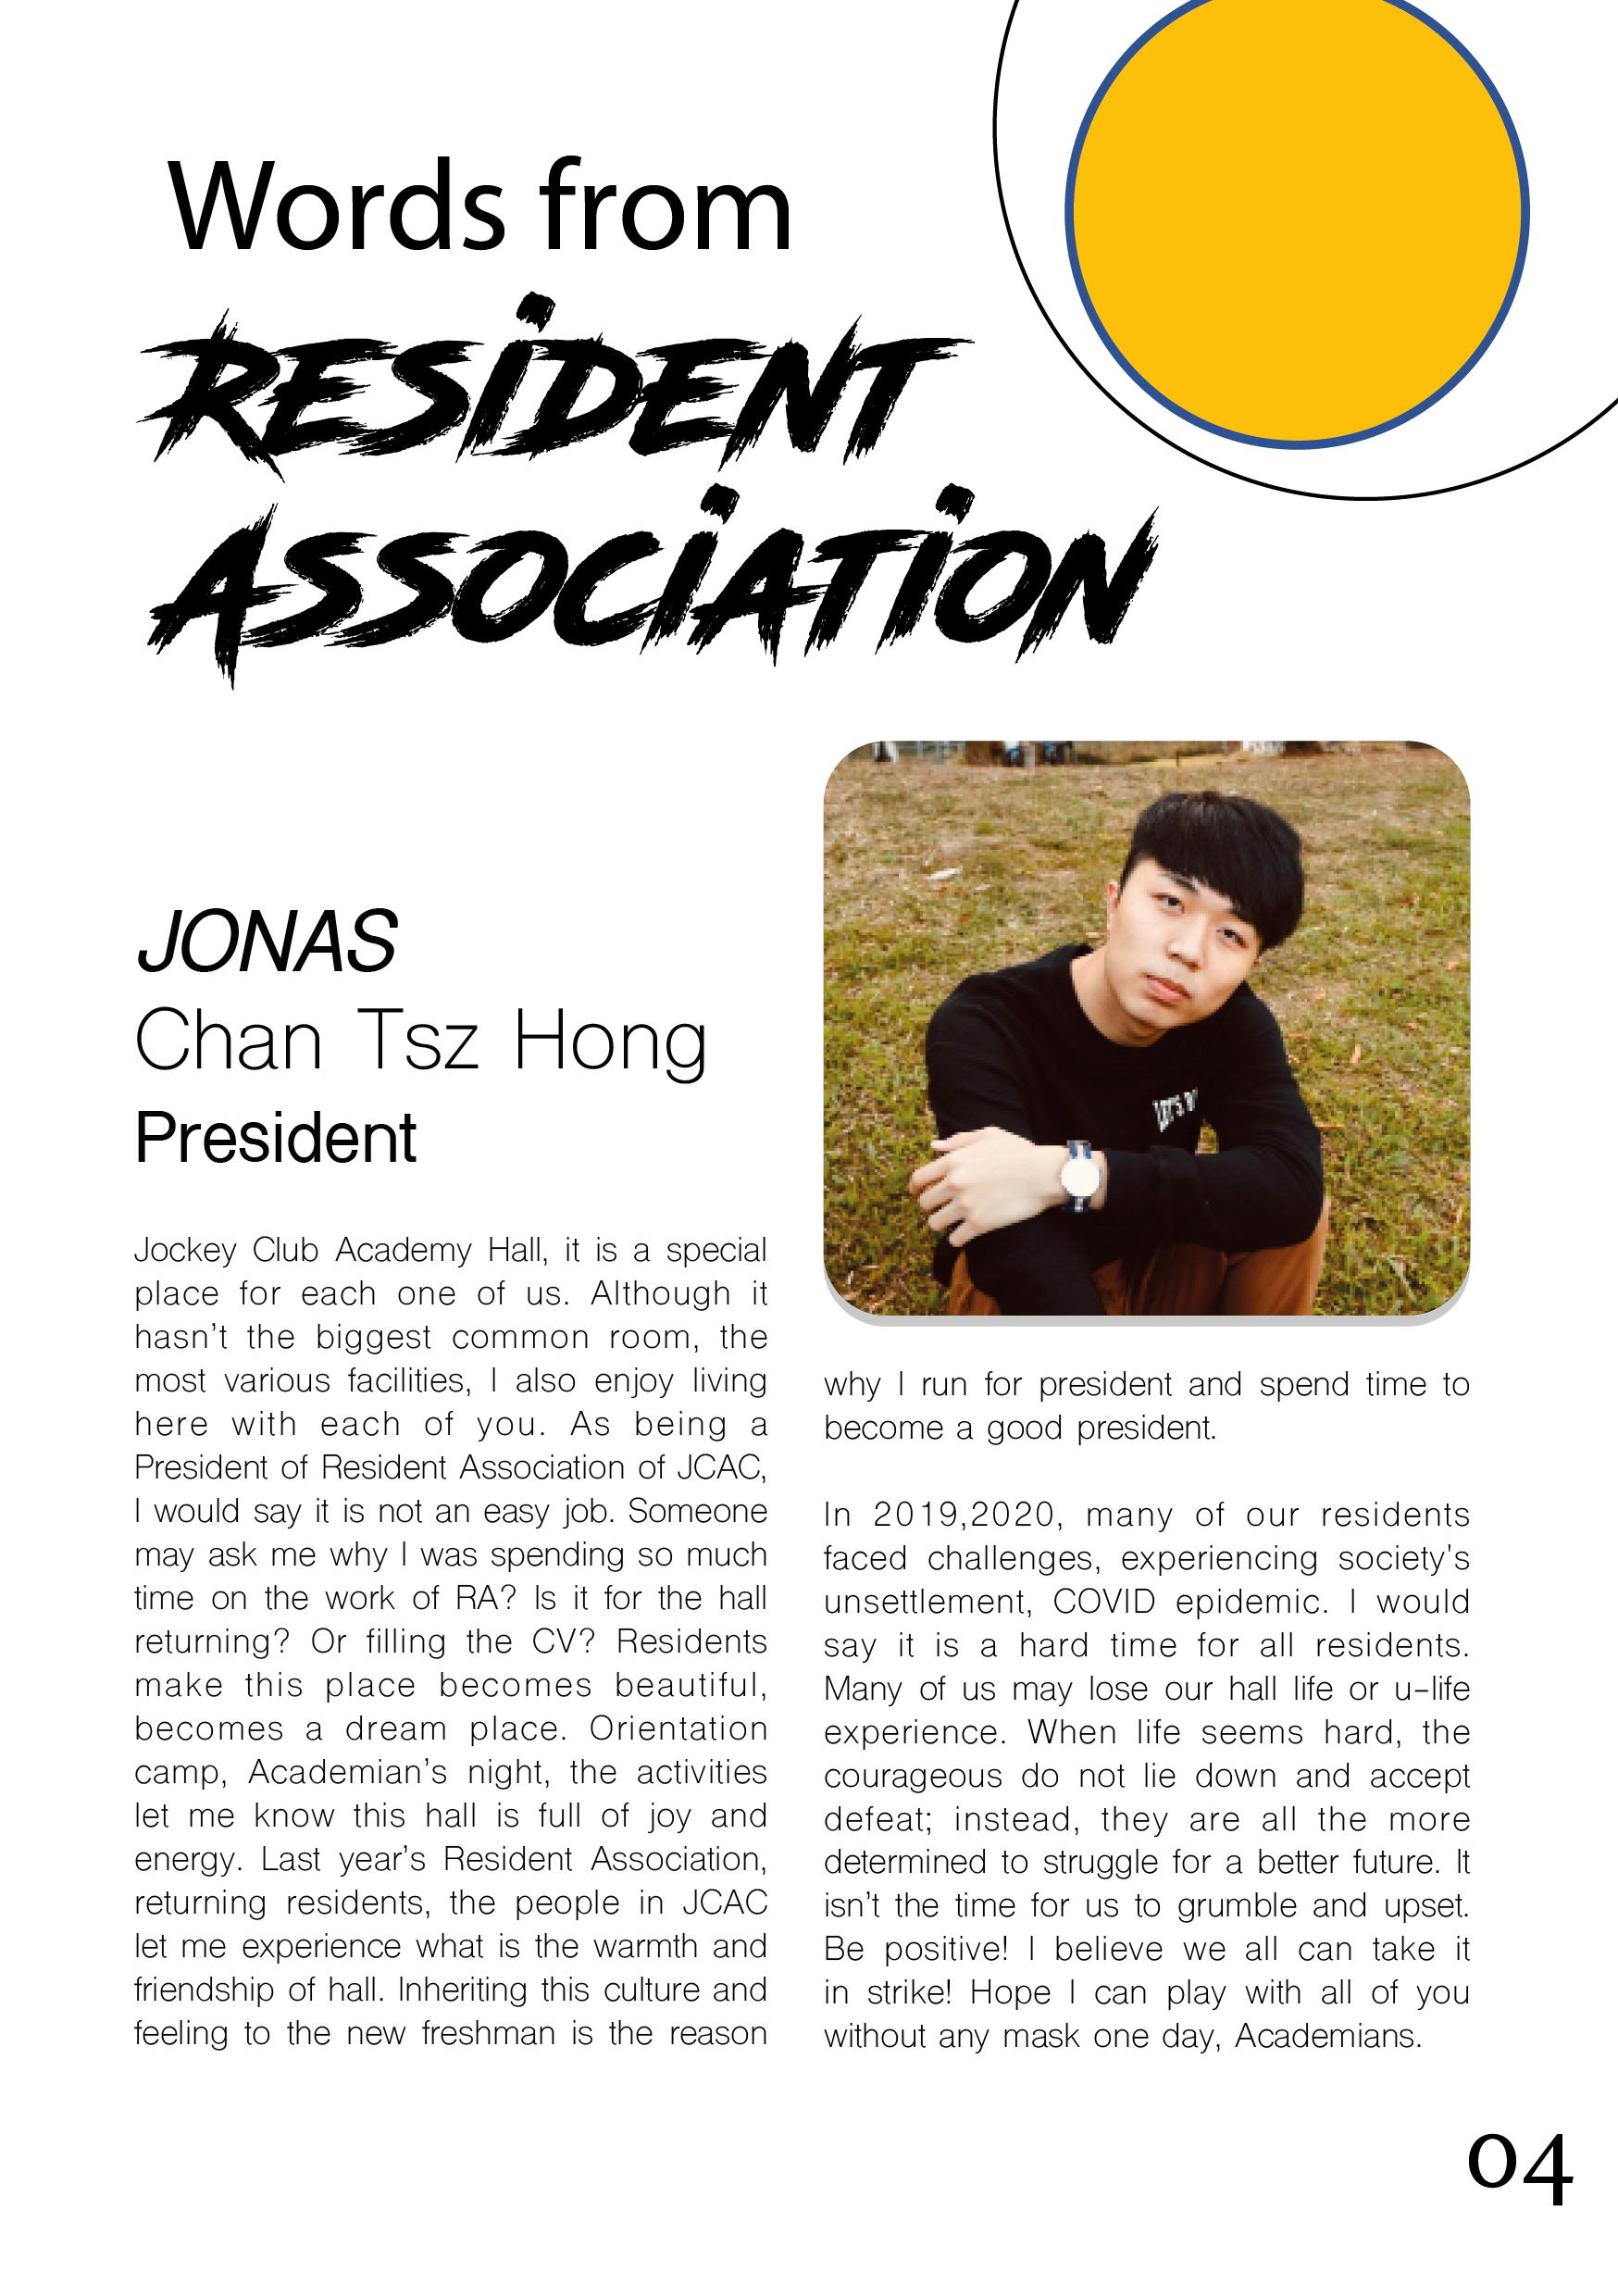 Words from
RESIDENT
ASSOCIATION
JONAS
Chan Tsz Hong
President
Jockey Club Academy Hall, it is a special
place for each one of us. Although it
hasn’t the biggest common room, the
most various facilities, I also enjoy living
here with each of you. As being a
President of Resident Association of JCAC,
I would say it is not an easy job. Someone
may ask me why I was spending so much
time on the work of RA? Is it for the hall
returning? Or filling the CV? Residents
make this place becomes beautiful,
becomes a dream place. Orientation
camp, Academian’s night, the activities
let me know this hall is full of joy and
energy. Last year’s Resident Association,
returning residents, the people in JCAC
let me experience what is the warmth and
friendship of hall. Inheriting this culture and
feeling to the new freshman is the reason
LET'S
why I run for president and spend time to
become a good president.
In 2019,2020, many of our residents
faced challenges, experiencing society's
unsettlement, COVID epidemic. I would
say it is a hard time for all residents.
Many of us may lose our hall life or u-life
experience. When life seems hard, the
courageous do not lie down and accept
defeat; instead, they are all the more
determined to struggle for a better future. It
isn’t the time for us to grumble and upset.
Be positive! I believe we all can take it
in strike! Hope I can play with all of you
without any mask one day, Academians.
04